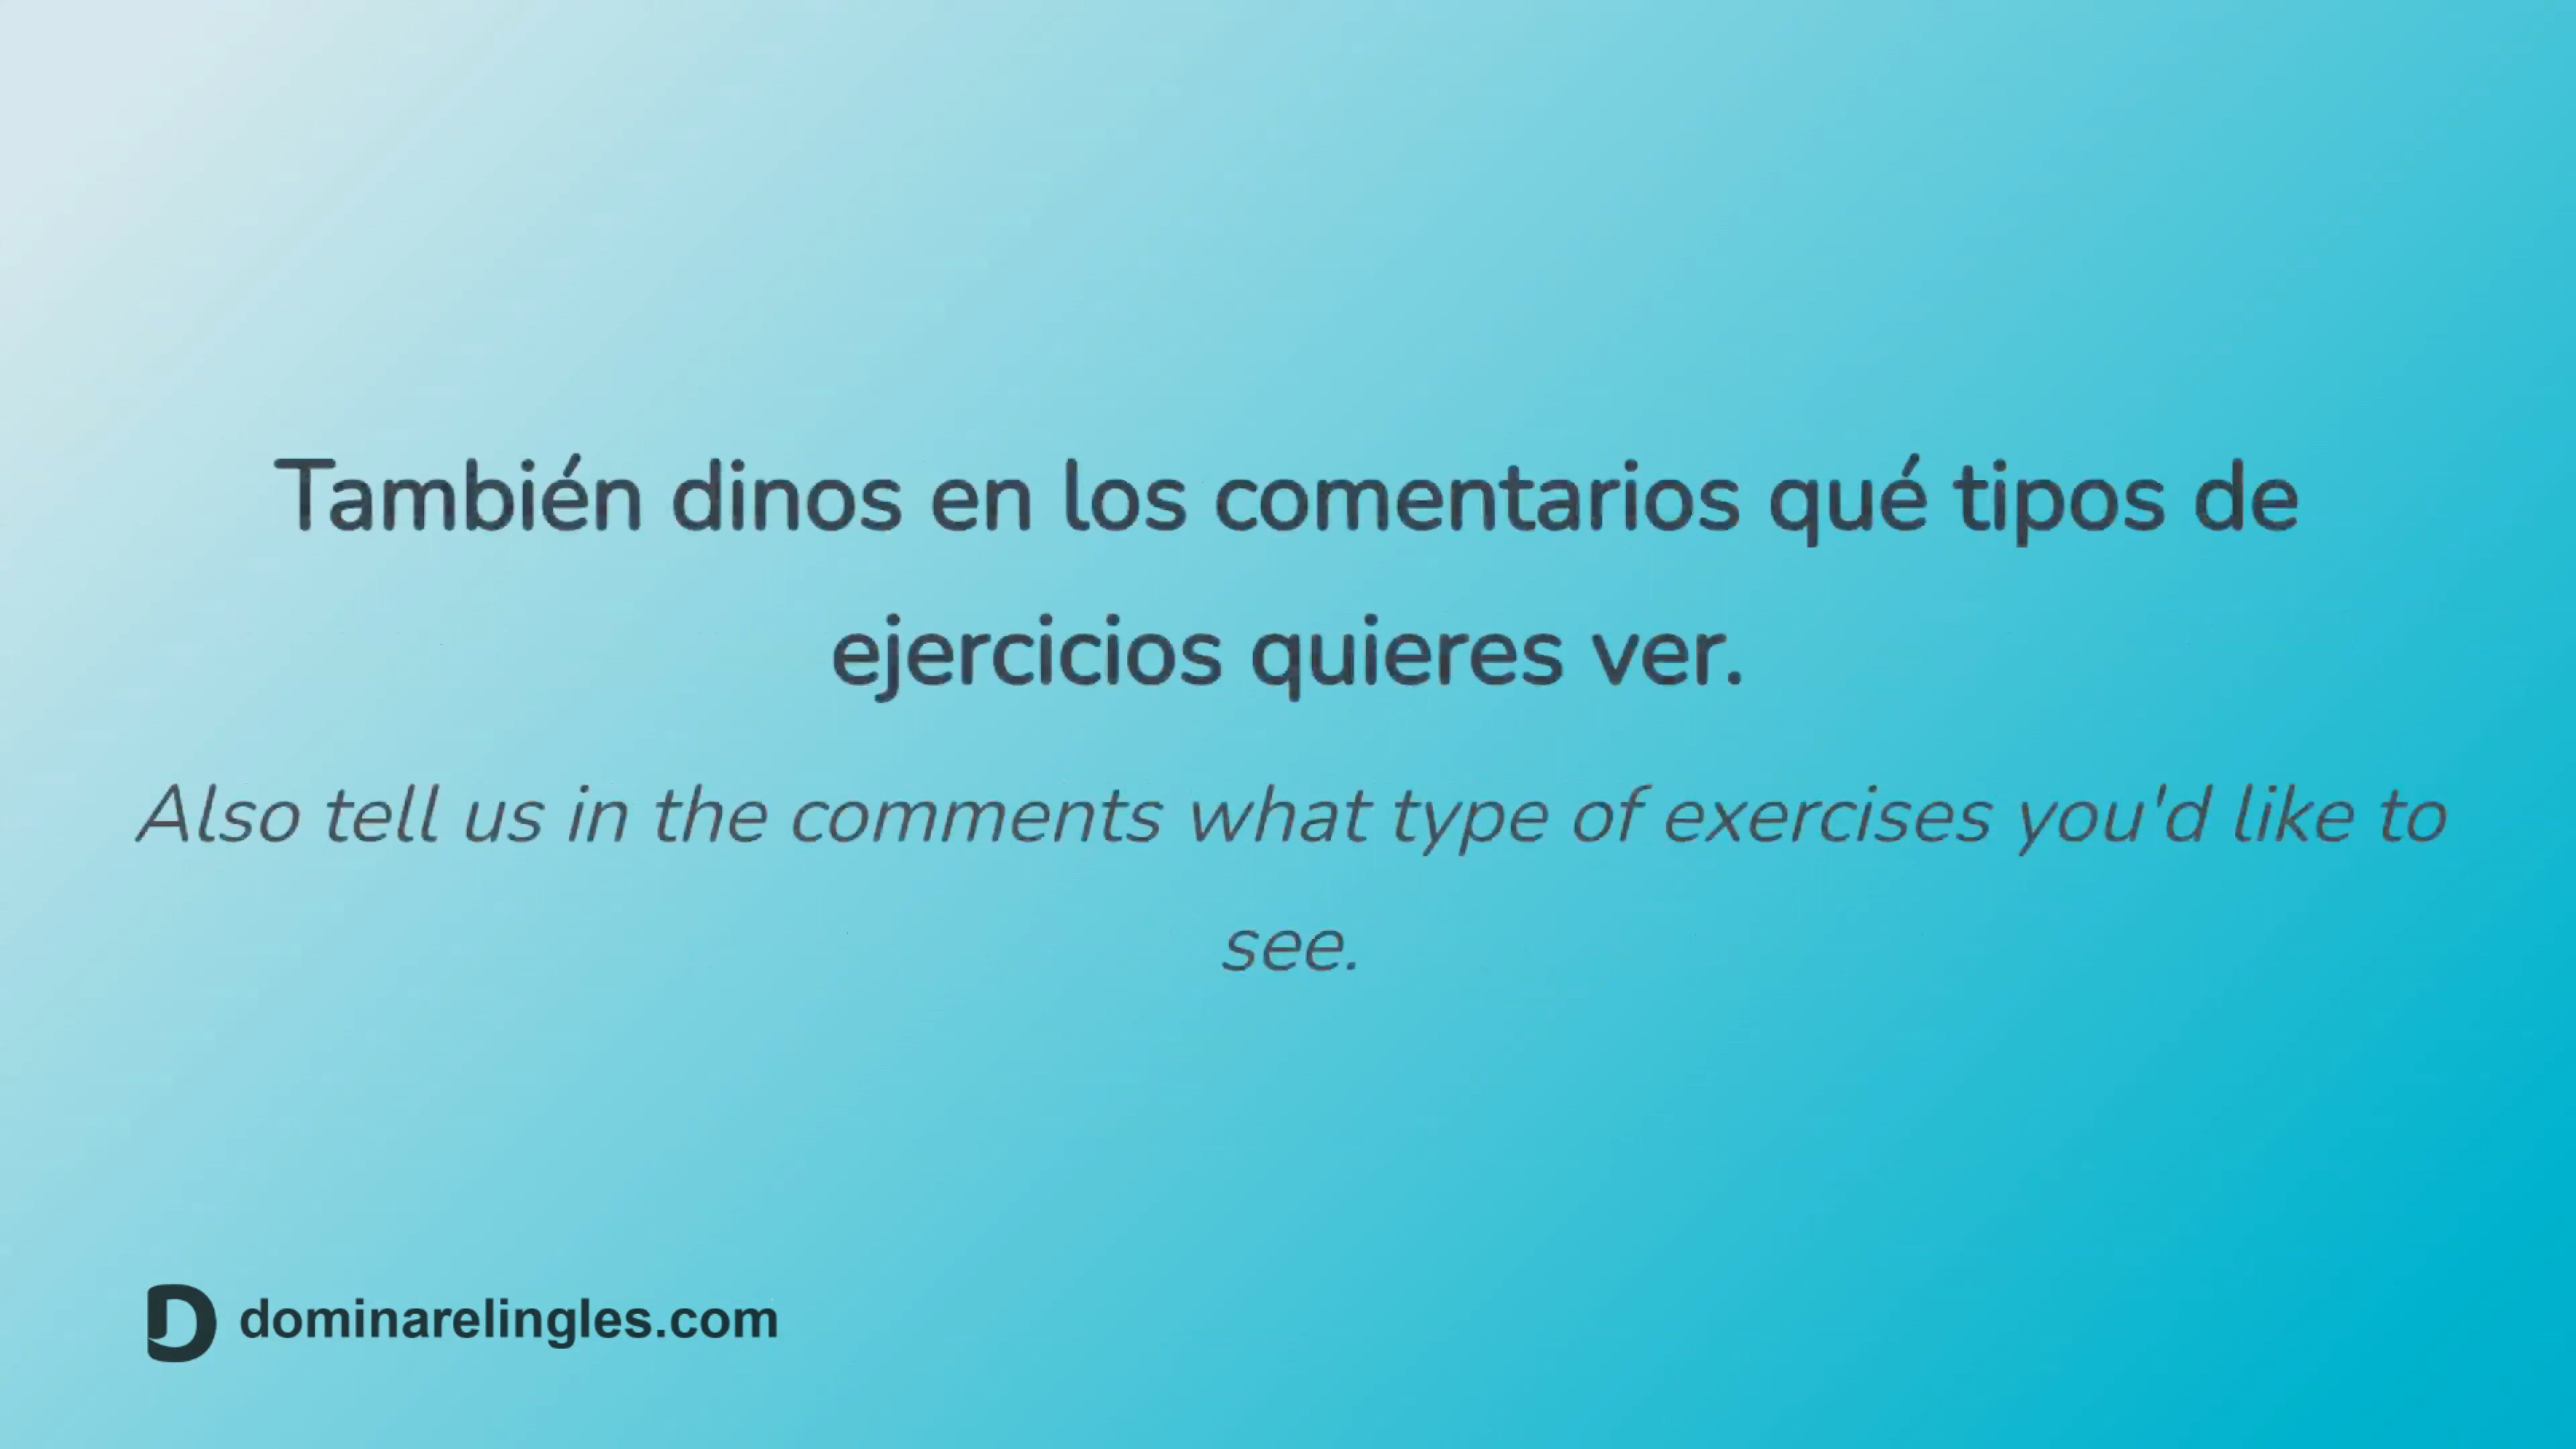 También dinos en los comentarios qué tipos de
ejercicios quieres ver.
Also tell us in the comments what type of exercises you'd like to
see.
dominarelingles.com